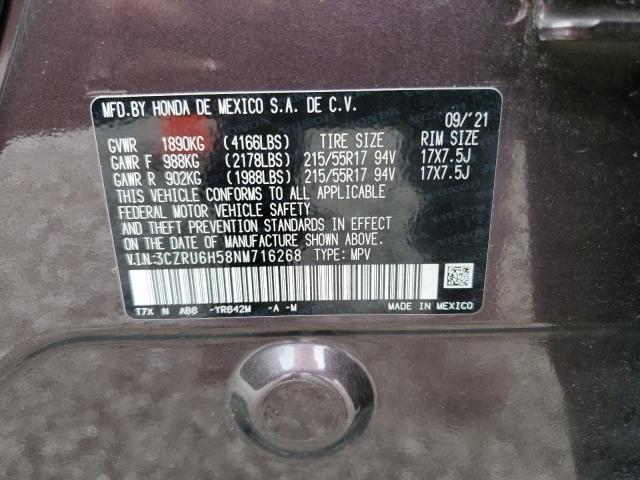 MFD.BY HONDA DE MEXICO S.A. DE C.V. 09/'21
GVWR 1890KG (4166LBS) TIRE SIZE RIM SIZE
GAWR F 988KG (2178LBS) 215/55R17 94V 17X7.5J
GAWR R 902KG (1988LBS) 215/55R17 94V 17X7.5J
THIS VEHICLE CONFORMS TO ALL APPLICABLE
FEDERAL MOTOR VEHICLE SAFETY
AND THEFT PREVENTION STANDARDS IN EFFECT
ON THE DATE OF MANUFACTURE SHOWN ABOVE.
V.I.N:3CZRU6H58NM716268 TYPE: MPV
T7X N AB8 -YR642M -A -M MADE IN MEXICO